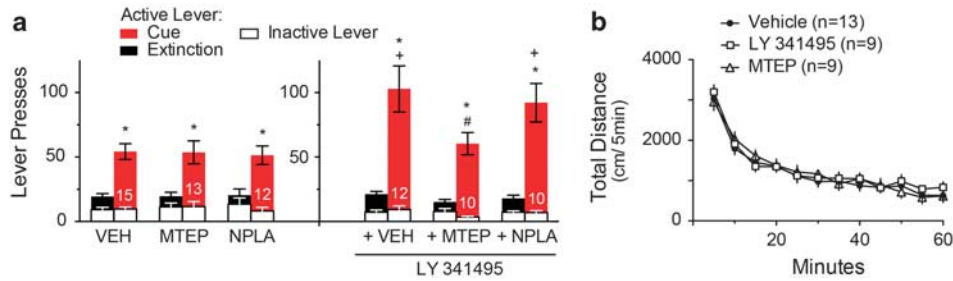 a
Active Lever:
Cue
Extinction
Inactive Lever
Lever Presses
100
50
0
* * *
15 13 12
VEH MTEP NPLA
100
50
*
+
*
#
+
*
12 10 10
+ VEH + MTEP + NPLA
LY 341495
b
Vehicle (n=13)
LY 341495 (n=9)
MTEP (n=9)
Total Distance
(cm/ 5min)
4000
2000
0
20 40 60
Minutes